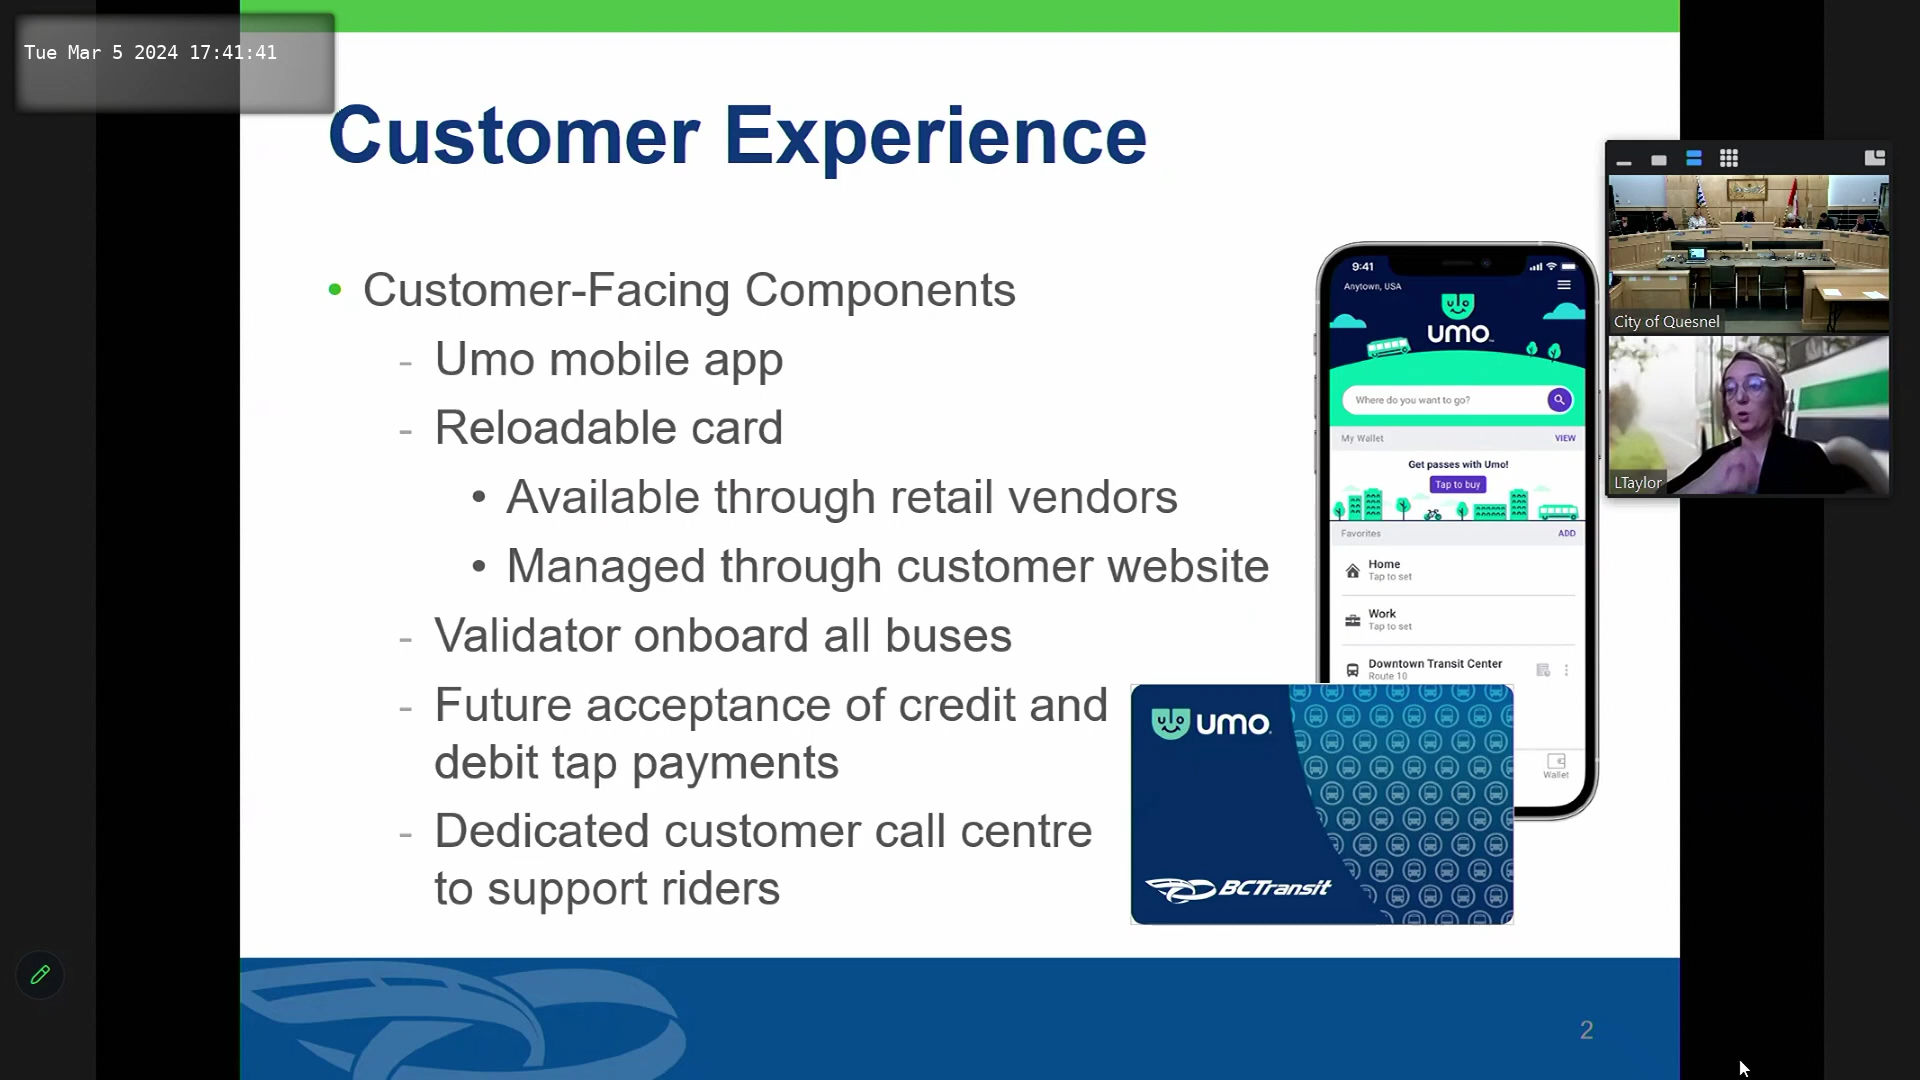 Tue Mar 5 2024 17:41:41
Customer Experience
• Customer-Facing Components
- Umo mobile app
- Reloadable card
• Available through retail vendors
• Managed through customer website
- Validator onboard all buses
- Future acceptance of credit and
debit tap payments
- Dedicated customer call centre
to support riders
9:41
Anytown, USA
umo
Where do you want to go?
My Wallet
VIEW
Get passes with Umo!
Tap to buy
Favorites
ADD
Home
Tap to set
Work
Tap to set
Downtown Transit Center
Route 10
Wallet
umo
BCTransit
City of Quesnel
LTaylor
2